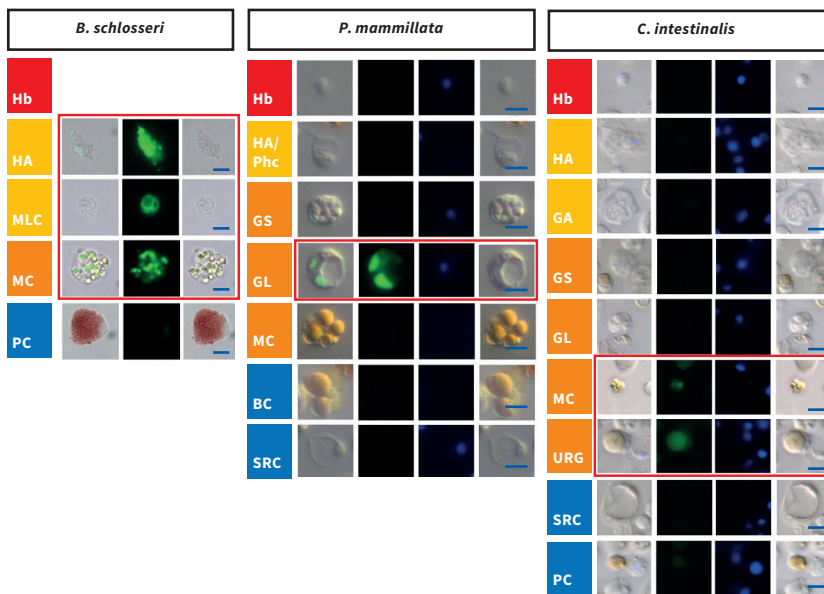 B. schlosseri
Hb
HA
MLC
MC
PC
P. mammillata
Hb
HA/
Phc
GS
GL
MC
BC
SRC
C. intestinalis
Hb
HA
GA
GS
GL
MC
URG
SRC
PC